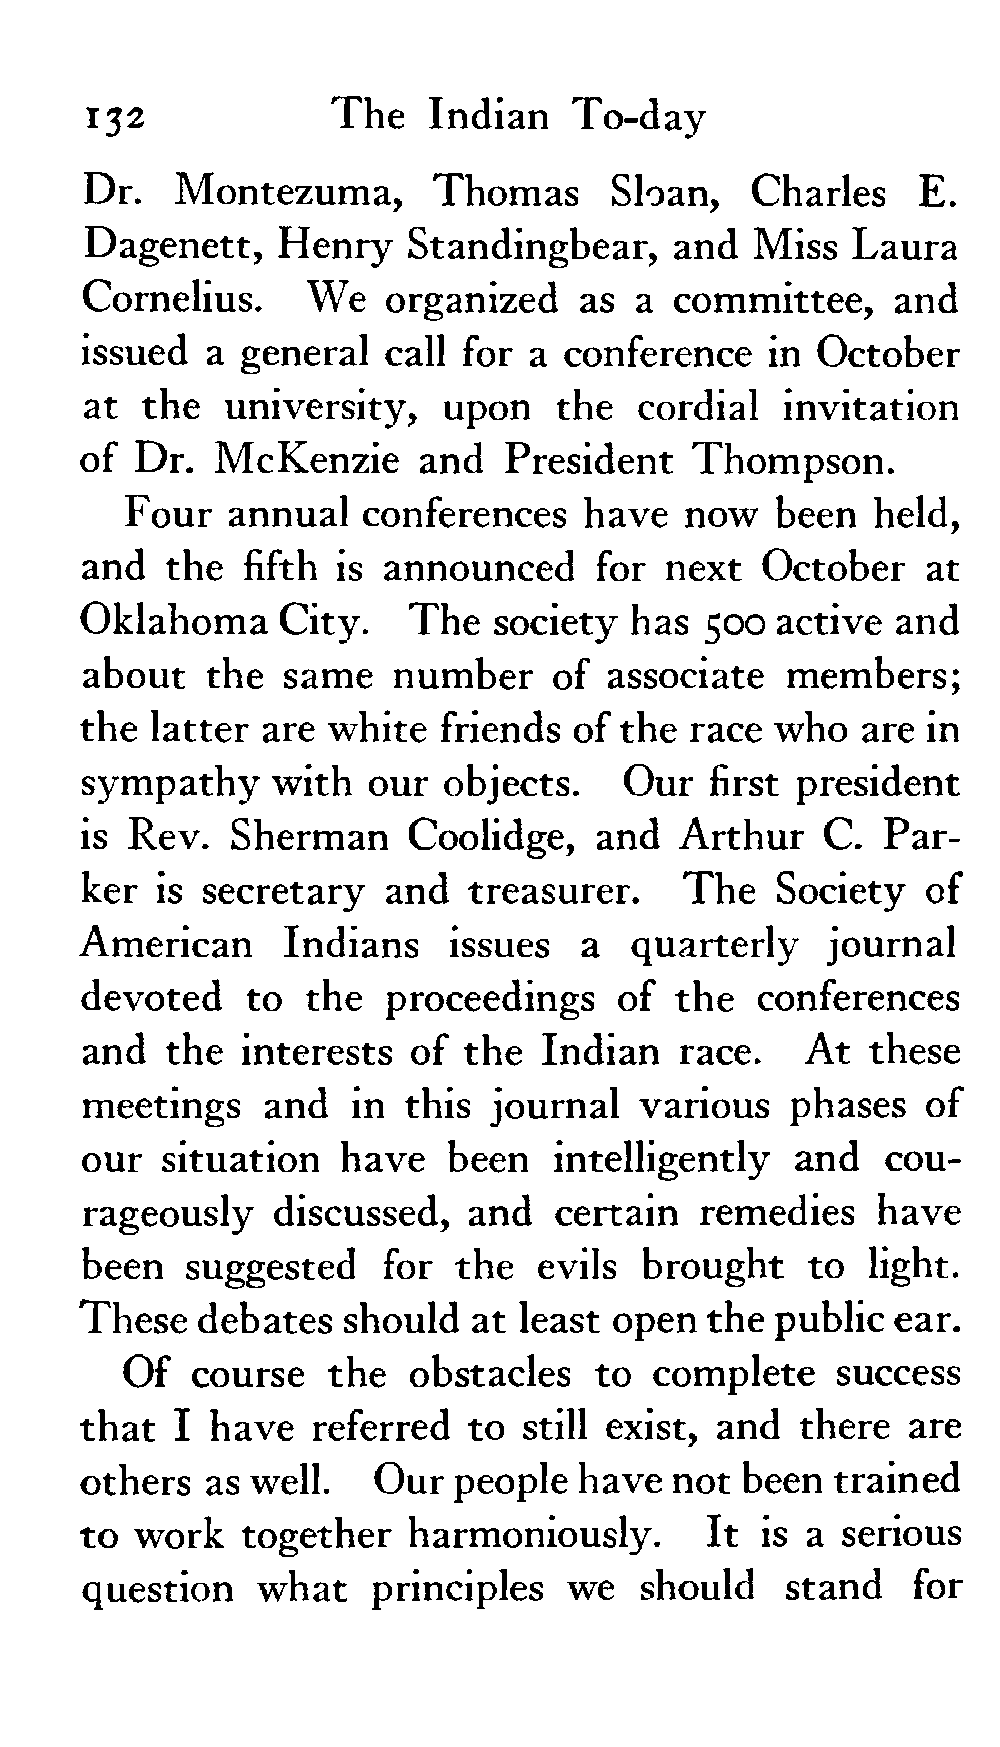 132 The Indian To-day
Dr. Montezuma, Thomas Sloan, Charles E.
Dagenett, Henry Standingbear, and Miss Laura
Cornelius. We organized as a committee, and
issued a general call for a conference in October
at the university, upon the cordial invitation
of Dr. McKenzie and President Thompson.
Four annual conferences have now been held,
and the fifth is announced for next October at
Oklahoma City. The society has 500 active and
about the same number of associate members;
the latter are white friends of the race who are in
sympathy with our objects. Our first president
is Rev. Sherman Coolidge, and Arthur C. Par-
ker is secretary and treasurer. The Society of
American Indians issues a quarterly journal
devoted to the proceedings of the conferences
and the interests of the Indian race. At these
meetings and in this journal various phases of
our situation have been intelligently and cou-
rageously discussed, and certain remedies have
been suggested for the evils brought to light.
These debates should at least open the public ear.
Of course the obstacles to complete success
that I have referred to still exist, and there are
others as well. Our people have not been trained
to work together harmoniously. It is a serious
question what principles we should stand for